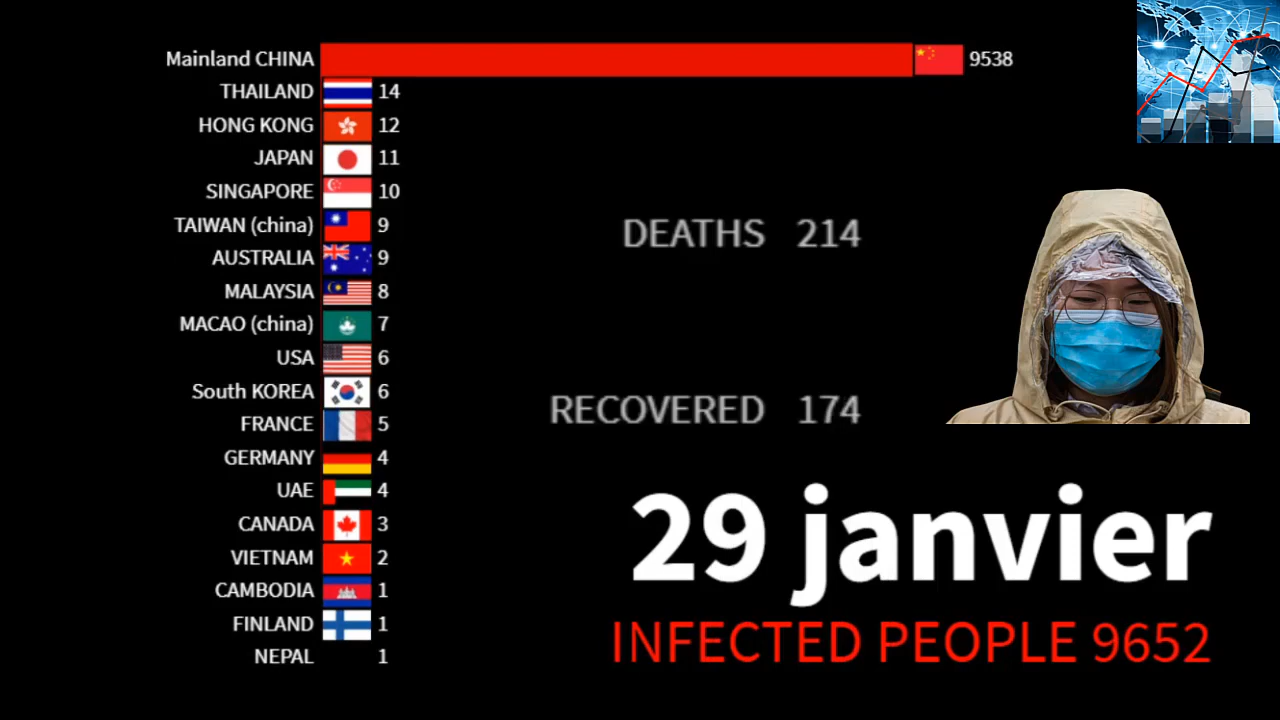 Mainland CHINA 9538
THAILAND 14
HONG KONG 12
JAPAN 11
SINGAPORE 10
TAIWAN (china) 9
AUSTRALIA 9
MALAYSIA 8
MACAO (china) 7
USA 6
South KOREA 6
FRANCE 5
GERMANY 4
UAE 4
CANADA 3
VIETNAM 2
CAMBODIA 1
FINLAND 1
NEPAL 1
DEATHS 214
RECOVERED 174
29 janvier
INFECTED PEOPLE 9652